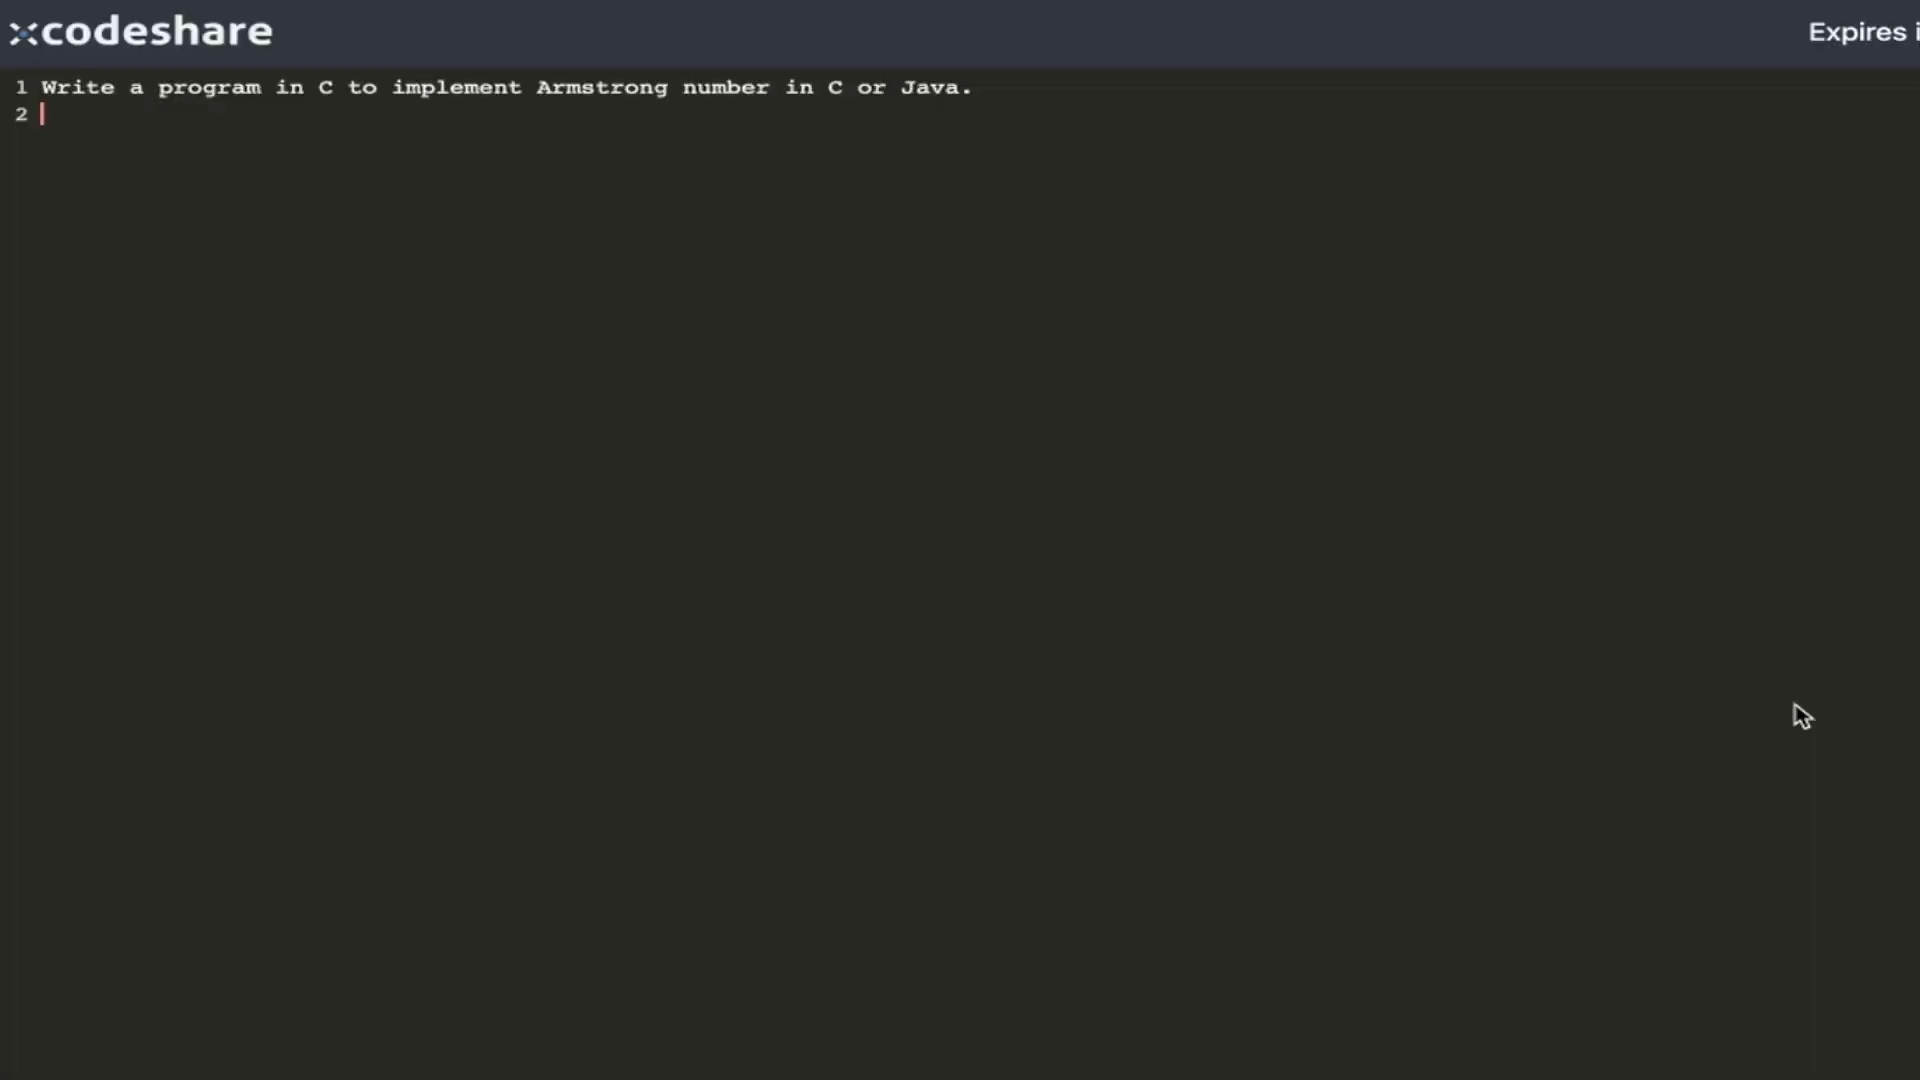 codeshare
Expires i
1 Write a program in C to implement Armstrong number in C or Java.
2